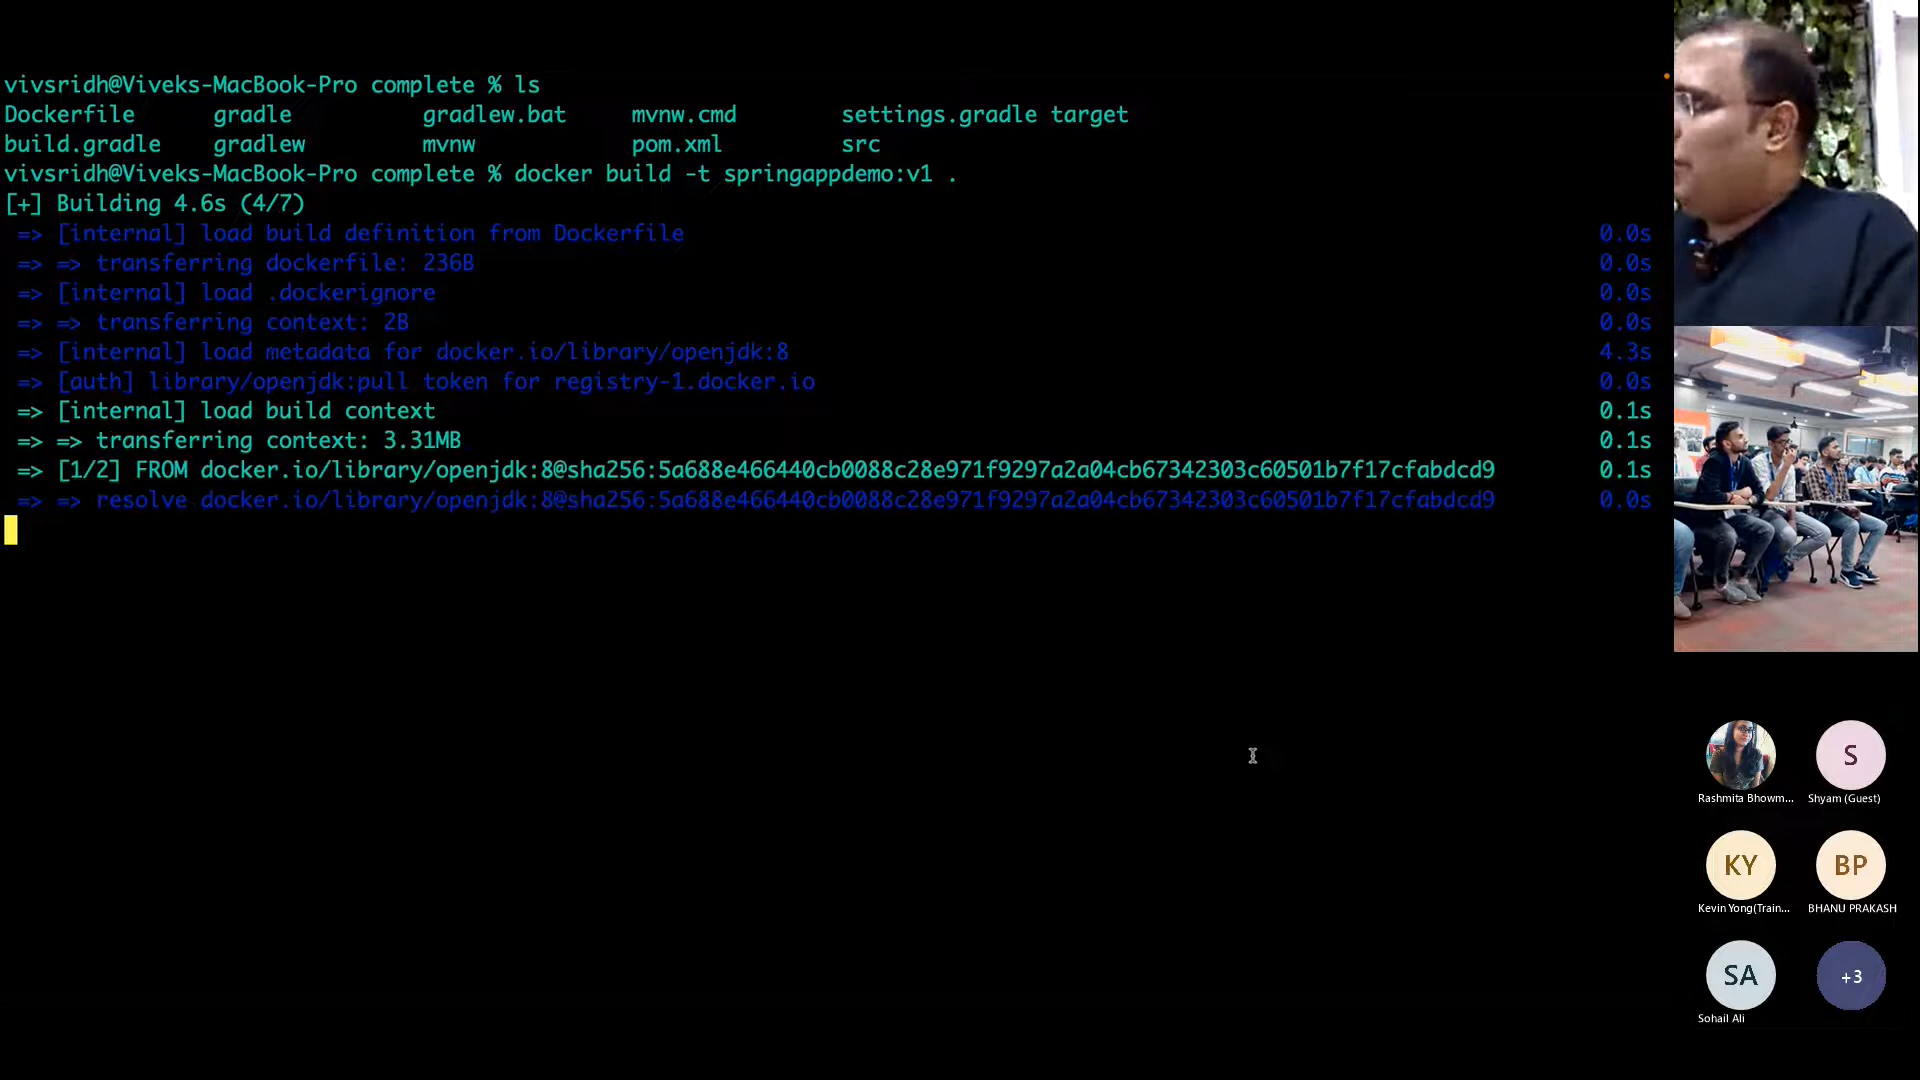 vivsridh@Viveks-MacBook-Pro complete % ls
Dockerfile gradle gradlew.bat mvnw.cmd settings.gradle target
build.gradle gradlew mvnw pom.xml src
vivsridh@Viveks-MacBook-Pro complete % docker build -t springappdemo:v1 .
[+] Building 4.6s (4/7)
=> [internal] load build definition from Dockerfile 0.0s
=> => transferring dockerfile: 236B 0.0s
=> [internal] load .dockerignore 0.0s
=> => transferring context: 2B 0.0s
=> [internal] load metadata for docker.io/library/openjdk:8 4.3s
=> [auth] library/openjdk:pull token for registry-1.docker.io 0.0s
=> [internal] load build context 0.1s
=> => transferring context: 3.31MB 0.1s
=> [1/2] FROM docker.io/library/openjdk:8@sha256:5a688e466440cb0088c28e971f9297a2a04cb67342303c60501b7f17cfabdcd9 0.1s
=> => resolve docker.io/library/openjdk:8@sha256:5a688e466440cb0088c28e971f9297a2a04cb67342303c60501b7f17cfabdcd9 0.0s
S
Rashmita Bhowm... Shyam (Guest)
KY BP
Kevin Yong(Train... BHANU PRAKASH
SA +3
Sohail Ali